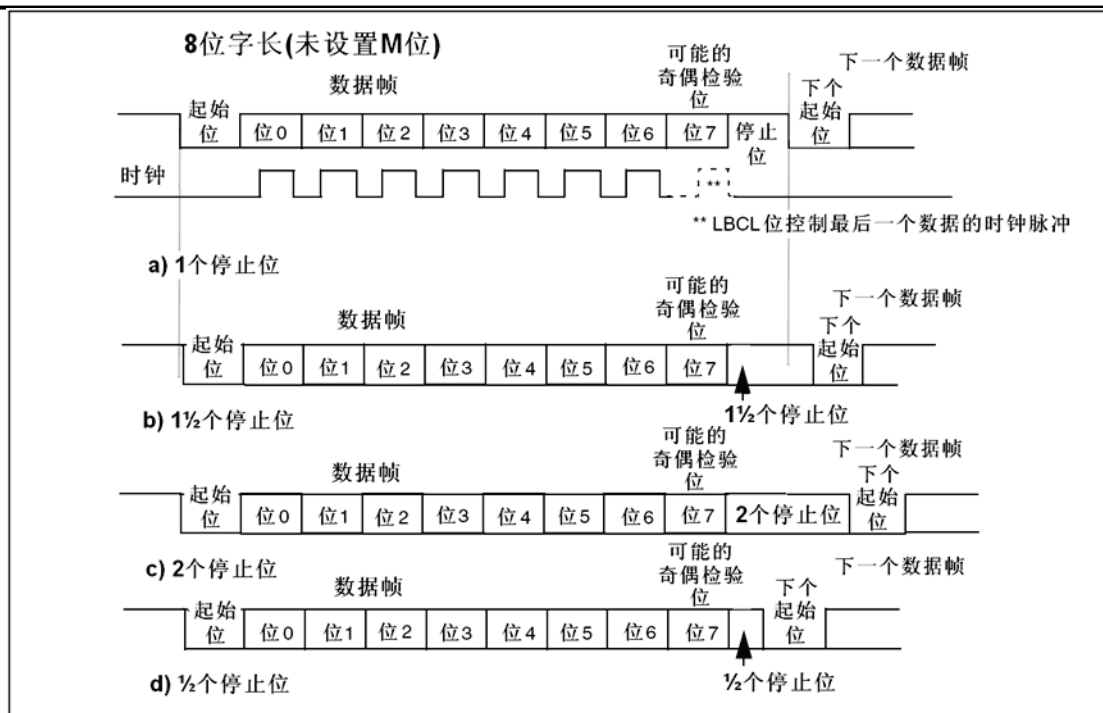 8位字长(未设置M位)
可能的
奇偶检验
位
下一个数据帧
数据帧
下个
起始
位
起始
位
位0 位1 位2 位3 位4 位5 位6 位7
停止
位
时钟
**
** LBCL位控制最后一个数据的时钟脉冲
a) 1个停止位
可能的
奇偶检验
位
下一个数据帧
数据帧
下个
起始
位
起始
位
位0 位1 位2 位3 位4 位5 位6 位7
b) 1½个停止位
1½个停止位
可能的
奇偶检验
位
下一个数据帧
数据帧
下个
起始
位
起始
位
位0 位1 位2 位3 位4 位5 位6 位7 2个停止位
c) 2个停止位
可能的
奇偶检验
位
下一个数据帧
数据帧
下个
起始
位
起始
位
位0 位1 位2 位3 位4 位5 位6 位7
d) ½个停止位
½个停止位